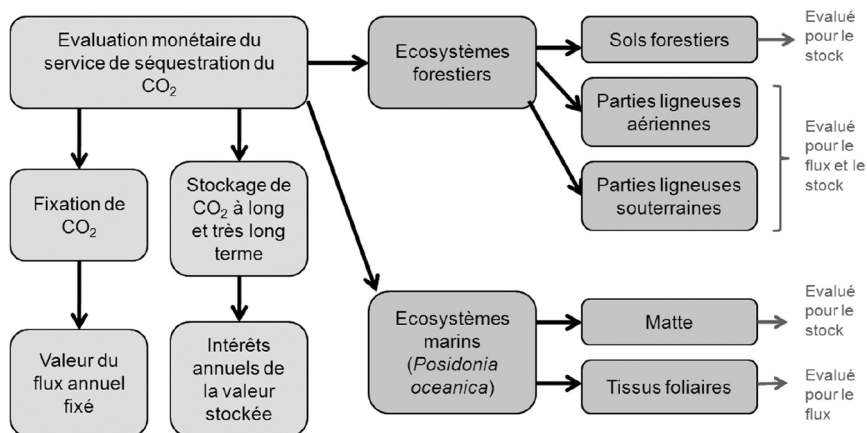 Evaluation monétaire du
service de séquestration du
CO₂
Fixation de
CO₂
Valeur du
flux annuel
fixé
Stockage de
CO₂ à long
et très long
terme
Intérêts
annuels de
la valeur
stockée
Ecosystèmes
forestiers
Sols forestiers
Evalué
pour le
stock
Parties ligneuses
aériennes
Parties ligneuses
souterraines
Evalué
pour le
flux et le
stock
Ecosystèmes
marins
(Posidonia
oceanica)
Matte
Evalué
pour le
stock
Tissus foliaires
Evalué
pour le
flux